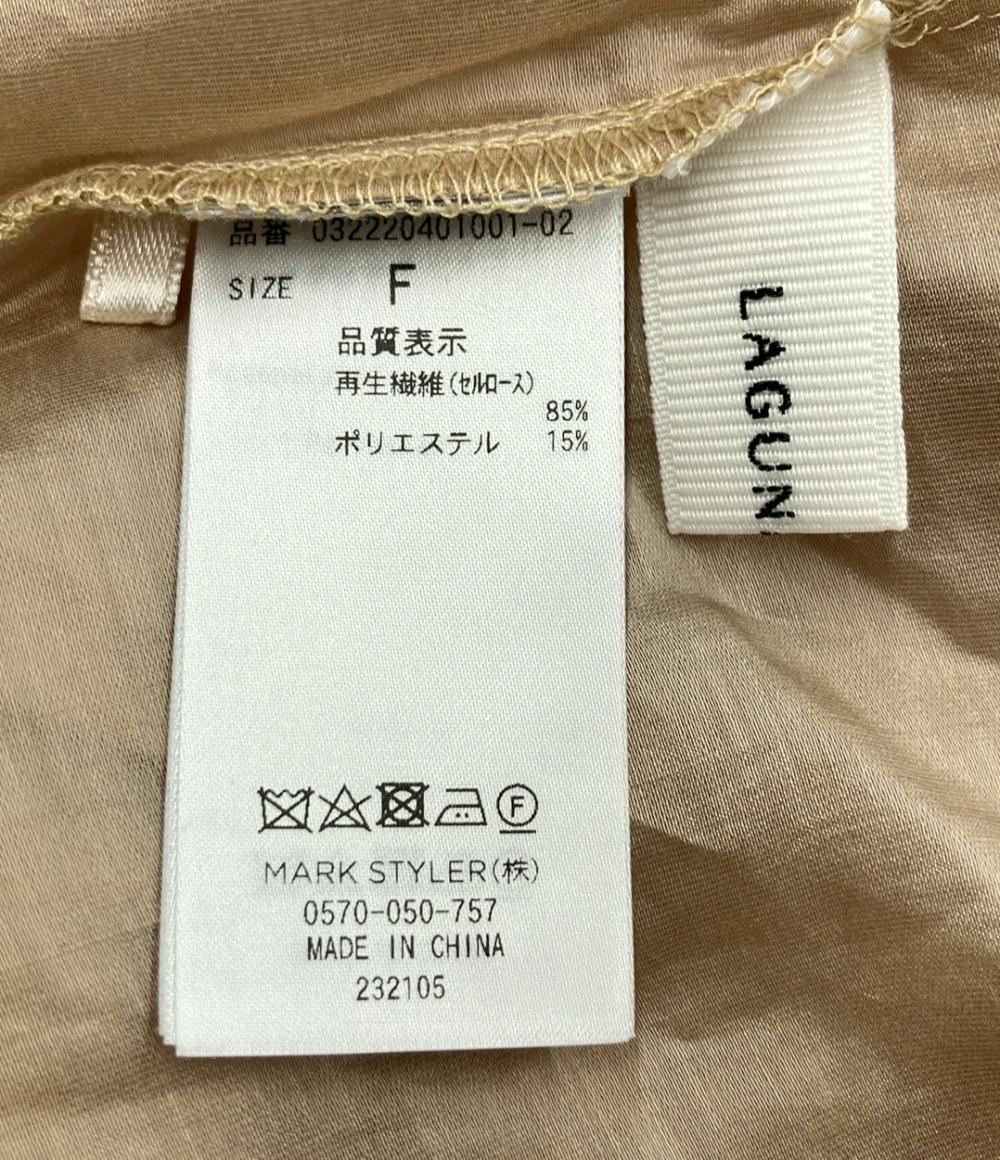 品番 032220401001-02
SIZE F
品質表示
再生繊維(セルロース)
85%
ポリエステル 15%
F
MARK STYLER(株)
0570-050-757
MADE IN CHINA
232105
LAGUN